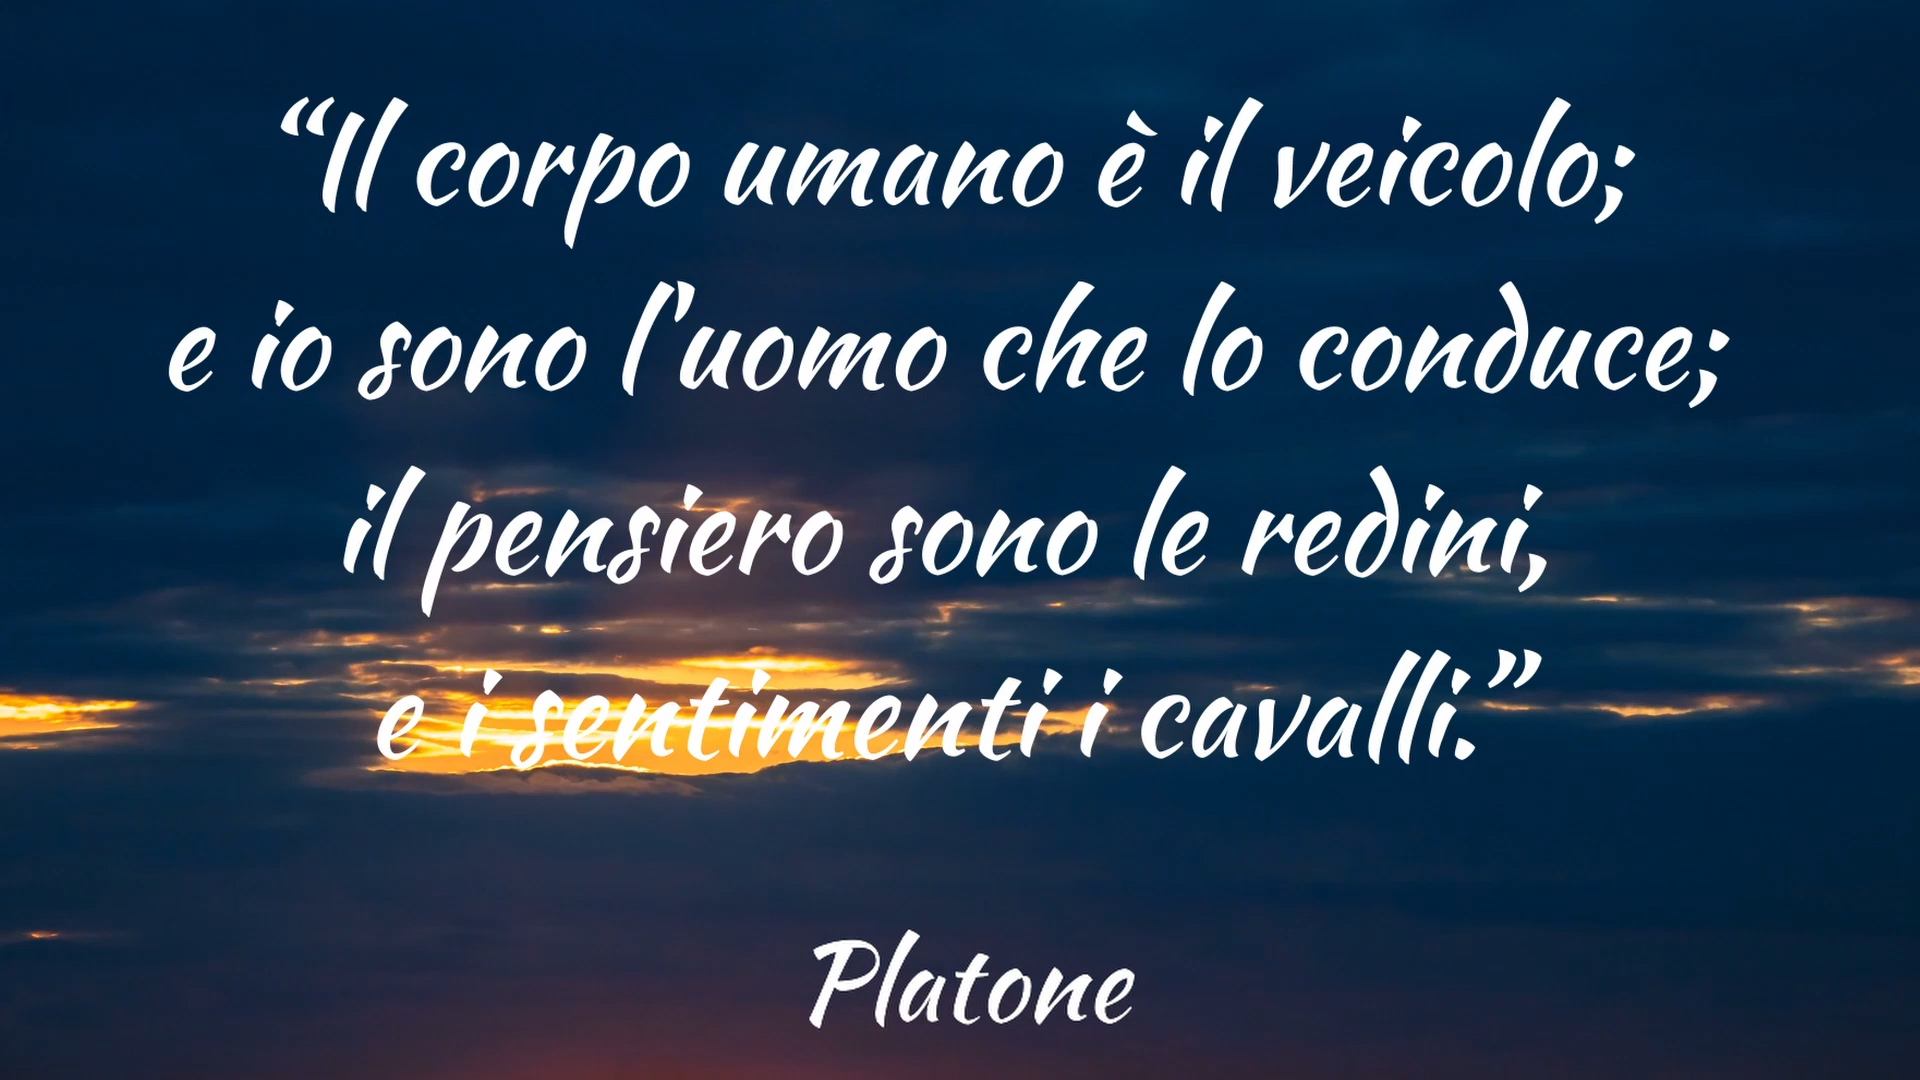 “Il corpo umano è il veicolo;
e io sono l'uomo che lo conduce;
il pensiero sono le redini,
e i sentimenti i cavalli.”
Platone